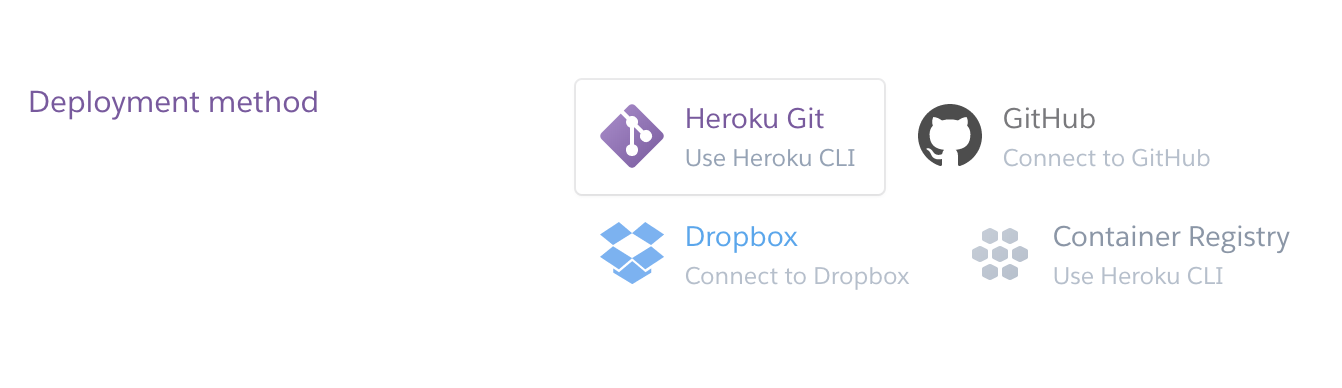 Deployment method
Heroku Git
Use Heroku CLI
GitHub
Connect to GitHub
Dropbox
Connect to Dropbox
Container Registry
Use Heroku CLI